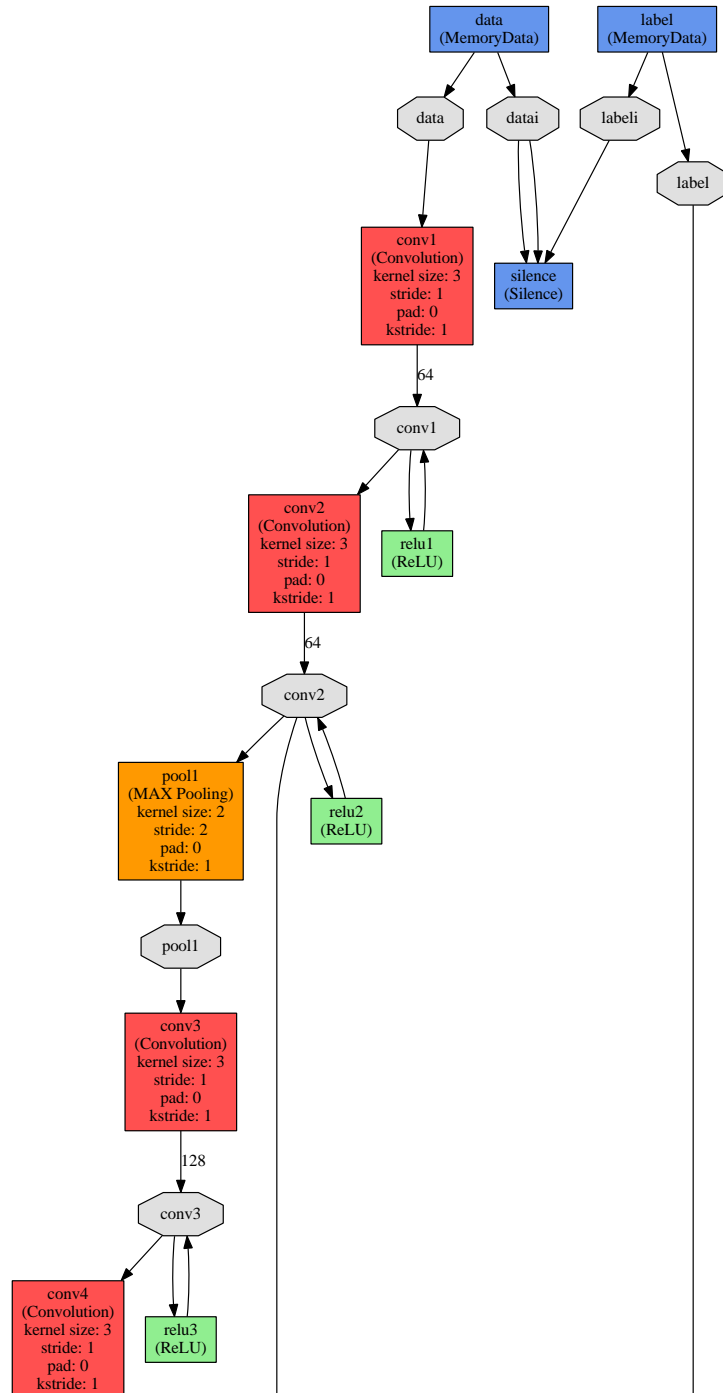 data
(MemoryData)
label
(MemoryData)
data
datai
labeli
label
conv1
(Convolution)
kernel size: 3
stride: 1
pad: 0
kstride: 1
silence
(Silence)
64
conv1
conv2
(Convolution)
kernel size: 3
stride: 1
pad: 0
kstride: 1
relu1
(ReLU)
64
conv2
pool1
(MAX Pooling)
kernel size: 2
stride: 2
pad: 0
kstride: 1
relu2
(ReLU)
pool1
conv3
(Convolution)
kernel size: 3
stride: 1
pad: 0
kstride: 1
128
conv3
conv4
(Convolution)
kernel size: 3
stride: 1
pad: 0
kstride: 1
relu3
(ReLU)